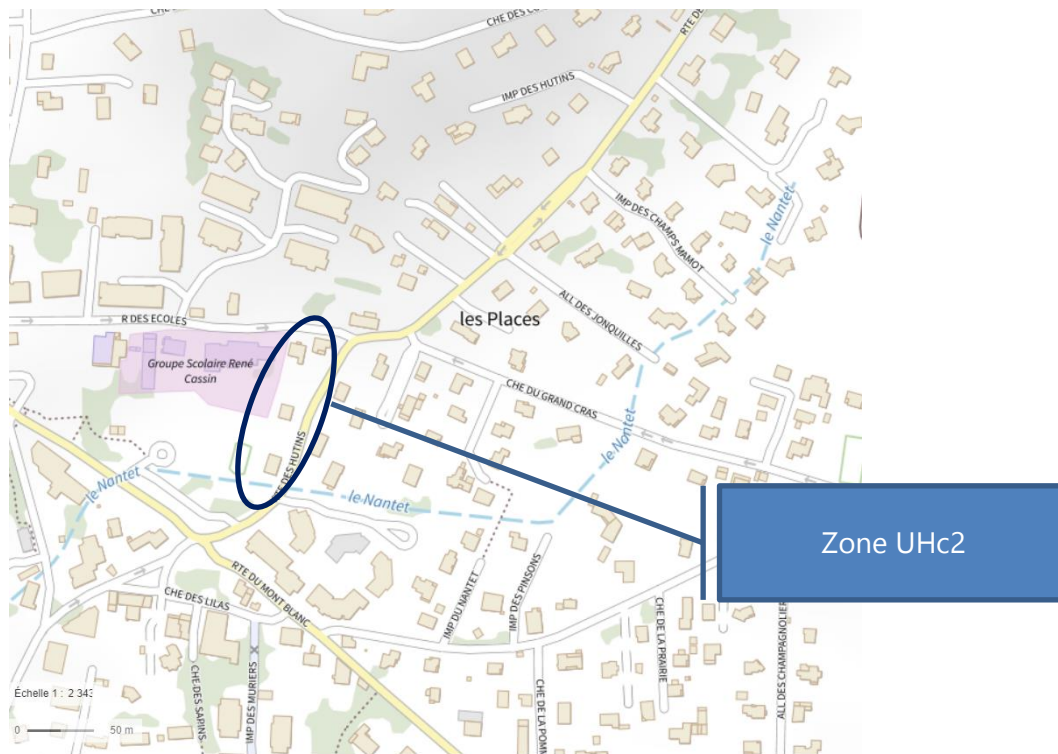 CHE DES
RTE DE
IMP DES HUTINS
IMP DES CHAMPS MAMOT
le Nantet
R DES ECOLES
les Places
ALL DES JONQUILLES
Groupe Scolaire René
Cassin
CHE DU GRAND CRAS
le Nantet
DES HUTINS
le Nantet
le Nantet
Zone UHc2
RTE DU MONT BLANC
CHE DES LILAS
IMP DU NANTET
IMP DES PINSONS
CHE DE LA PRAIRIE
ALL DES CHAMPAGNOLIER
CHE DES SAPINS
IMP DES MURIERS
CHE DE LA POMM
Échelle 1 : 2 343
0
50 m